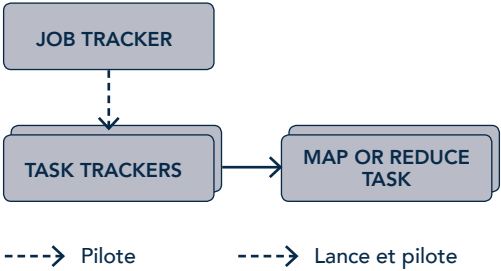 JOB TRACKER
TASK TRACKERS
MAP OR REDUCE
TASK
Pilote
Lance et pilote